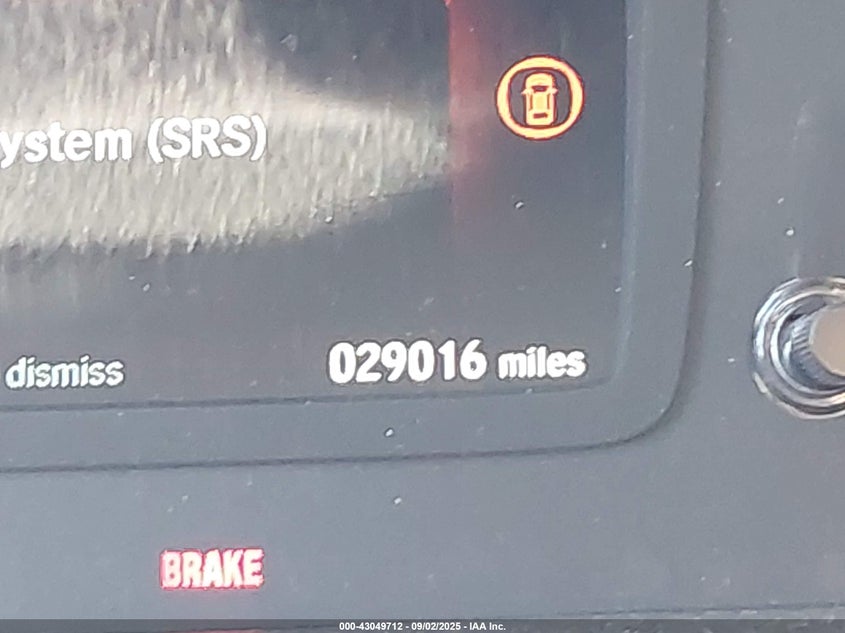 ystem (SRS)
dismiss
029016 miles
BRAKE
000-43049712 - 09/02/2025 - IAA Inc.